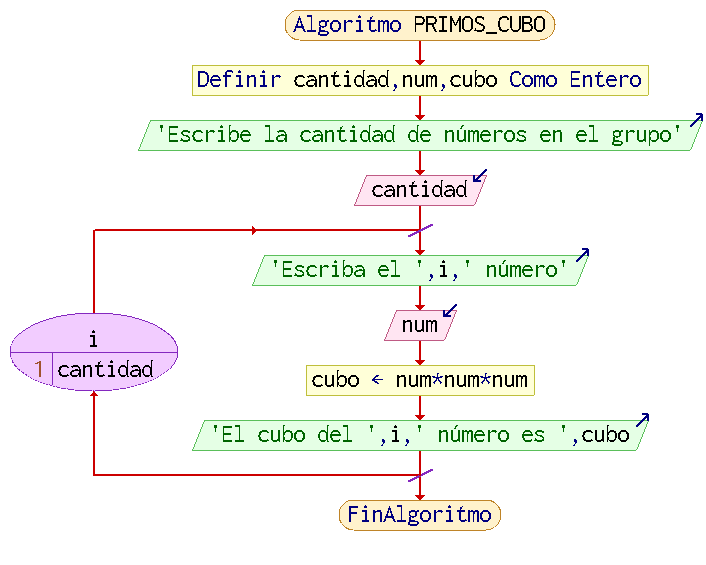 Algoritmo PRIMOS_CUBO
Definir cantidad,num,cubo Como Entero
'Escribe la cantidad de números en el grupo'
cantidad
'Escriba el ',i,' número'
num
i
1 cantidad
cubo ← num*num*num
'El cubo del ',i,' número es ',cubo
FinAlgoritmo